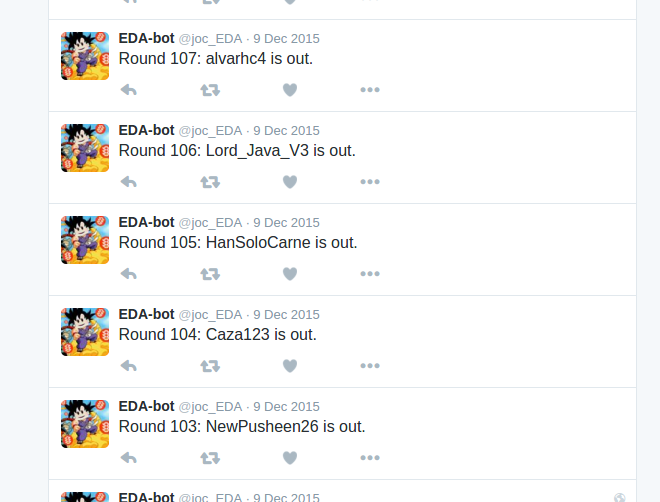 EDA-bot @joc_EDA · 9 Dec 2015
Round 107: alvarhc4 is out.
EDA-bot @joc_EDA · 9 Dec 2015
Round 106: Lord_Java_V3 is out.
EDA-bot @joc_EDA · 9 Dec 2015
Round 105: HanSoloCarne is out.
EDA-bot @joc_EDA · 9 Dec 2015
Round 104: Caza123 is out.
EDA-bot @joc_EDA · 9 Dec 2015
Round 103: NewPusheen26 is out.
EDA-bot @joc_EDA · 9 Dec 2015